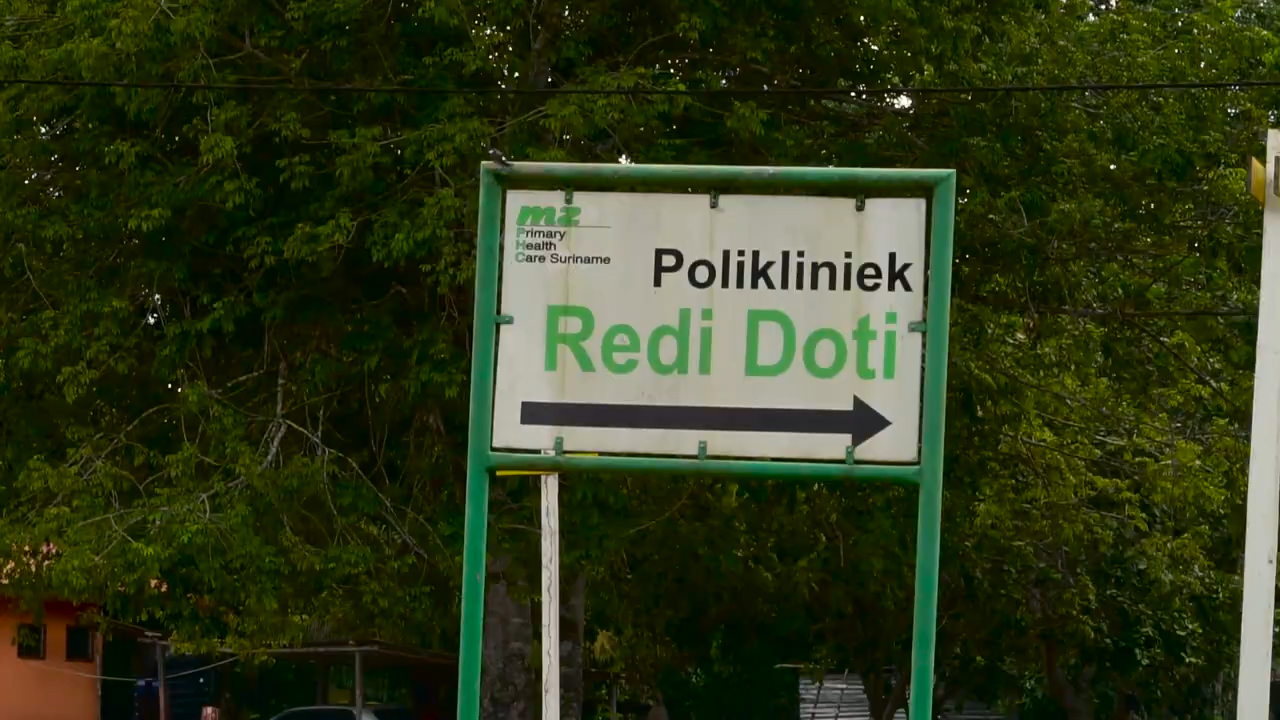 mz
Primary
Health
Care Suriname
Polikliniek
Redi Doti